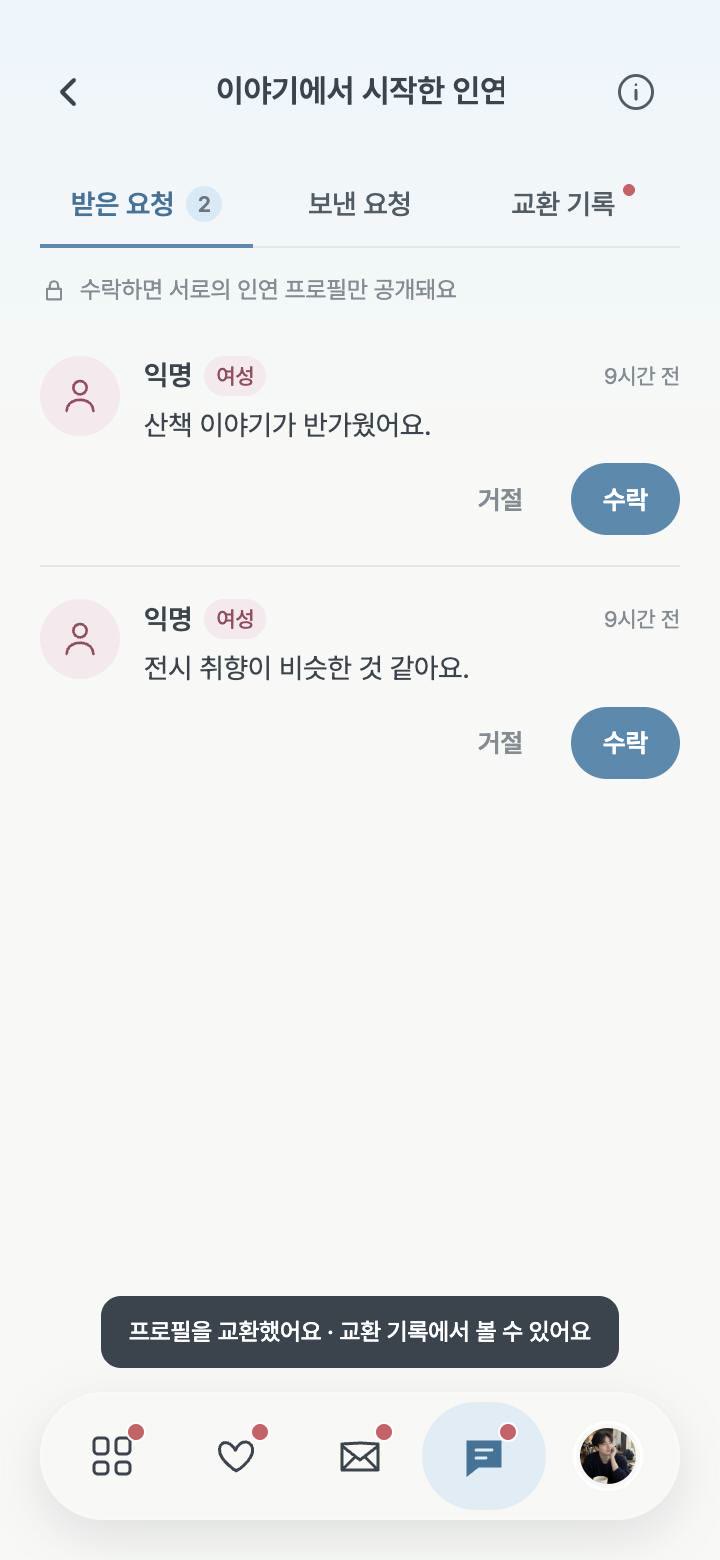 이야기에서 시작한 인연
받은 요청 2
보낸 요청
교환 기록
수락하면 서로의 인연 프로필만 공개돼요
익명 여성 9시간 전
산책 이야기가 반가웠어요.
거절 수락
익명 여성 9시간 전
전시 취향이 비슷한 것 같아요.
거절 수락
프로필을 교환했어요 · 교환 기록에서 볼 수 있어요